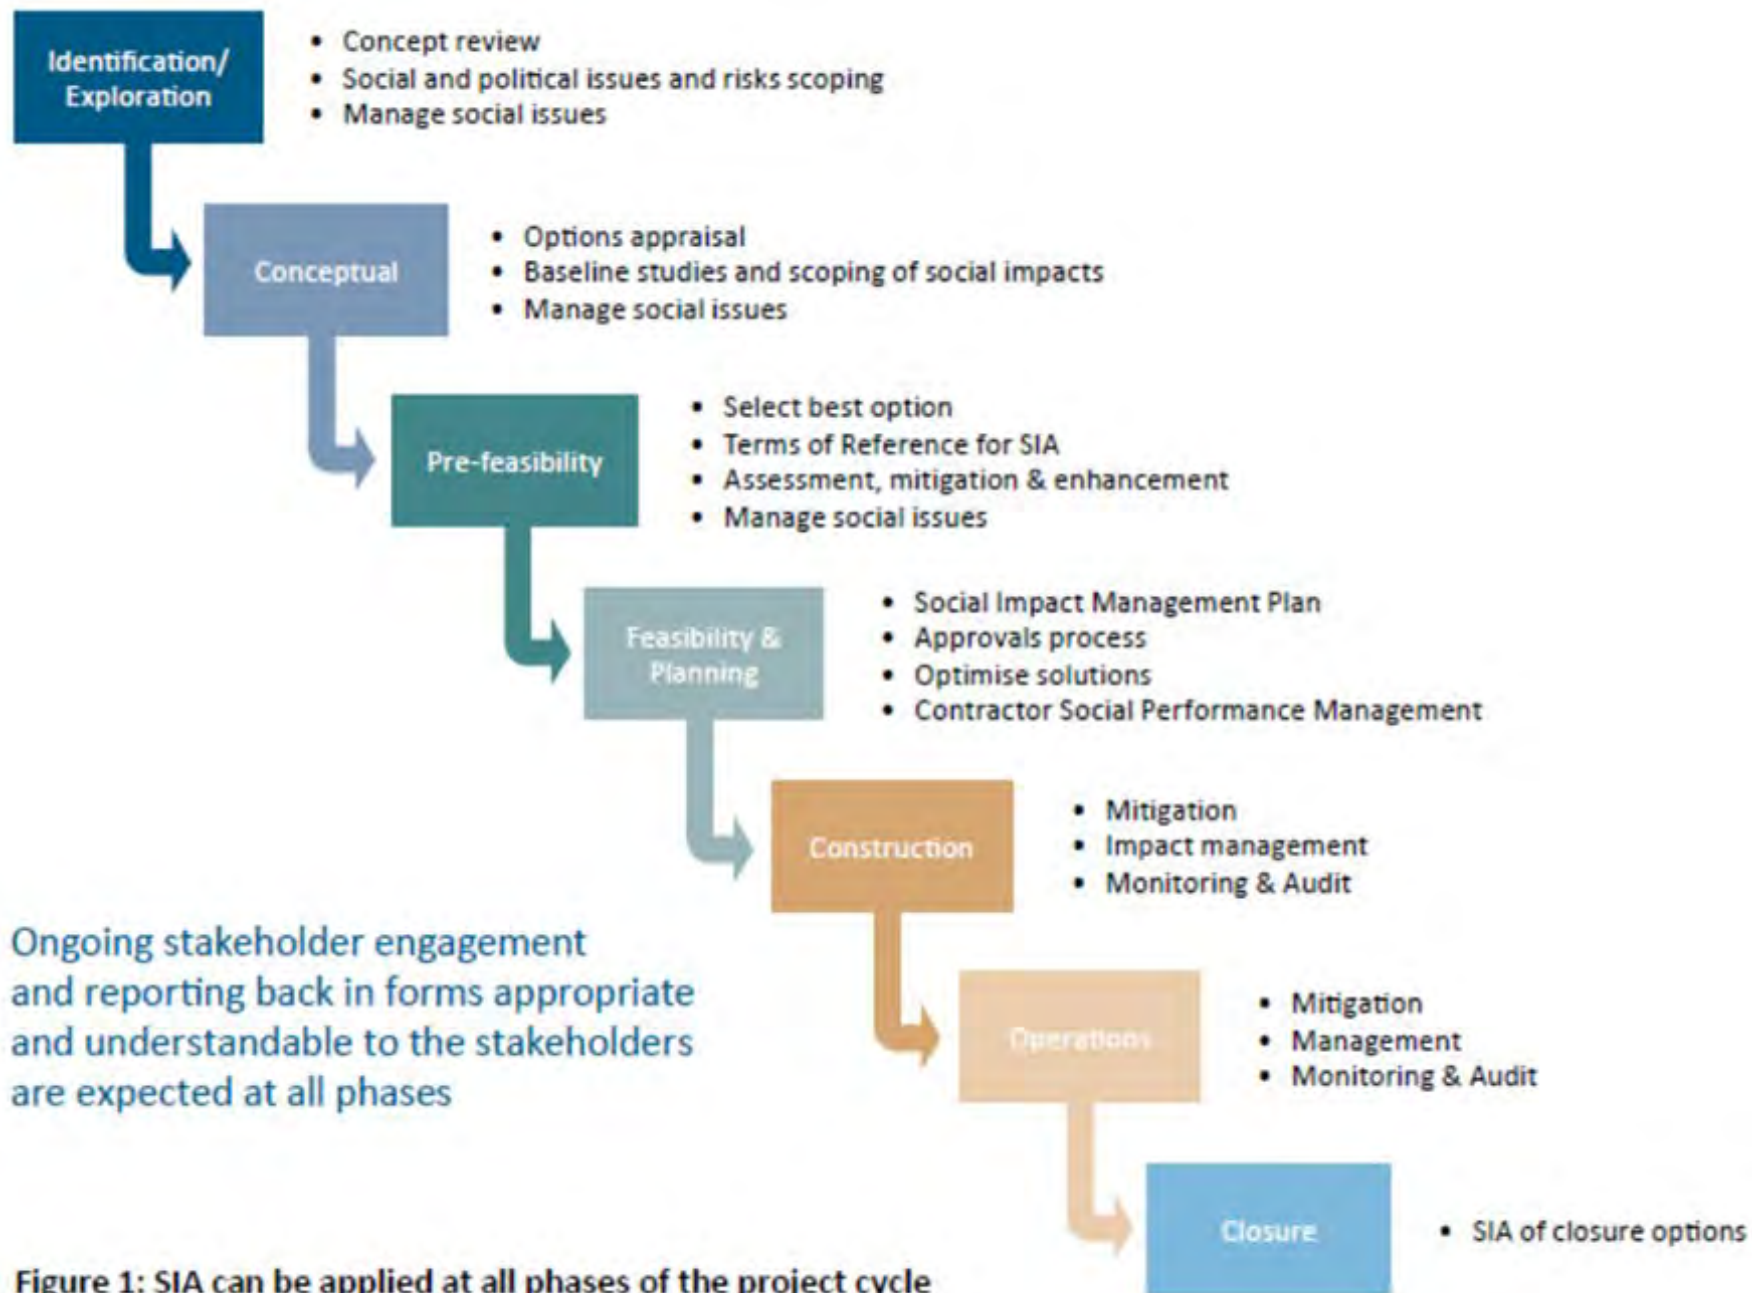 Identification/
Exploration
• Concept review
• Social and political issues and risks scoping
• Manage social issues
Conceptual
• Options appraisal
• Baseline studies and scoping of social impacts
• Manage social issues
Pre-feasibility
• Select best option
• Terms of Reference for SIA
• Assessment, mitigation & enhancement
• Manage social issues
Feasibility &
Planning
• Social Impact Management Plan
• Approvals process
• Optimise solutions
• Contractor Social Performance Management
Construction
• Mitigation
• Impact management
• Monitoring & Audit
Ongoing stakeholder engagement
and reporting back in forms appropriate
and understandable to the stakeholders
are expected at all phases
Operations
• Mitigation
• Management
• Monitoring & Audit
Closure
• SIA of closure options
Figure 1: SIA can be applied at all phases of the project cycle